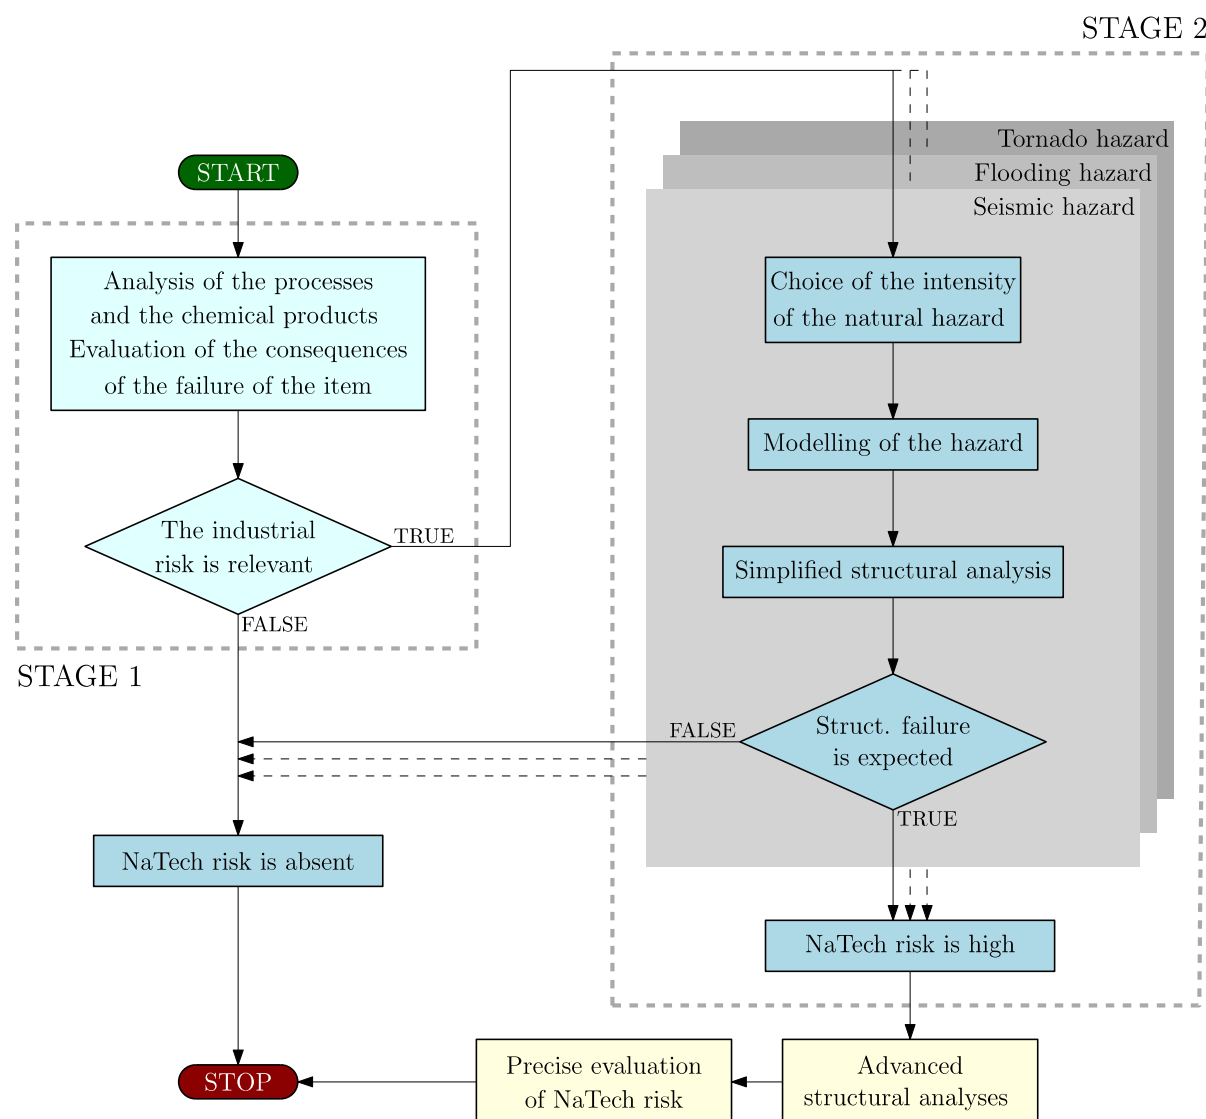 STAGE 2
Tornado hazard
Flooding hazard
Seismic hazard
START
Analysis of the processes
and the chemical products
Evaluation of the consequences
of the failure of the item
The industrial
risk is relevant
TRUE
FALSE
STAGE 1
Choice of the intensity
of the natural hazard
Modelling of the hazard
Simplified structural analysis
Struct. failure
is expected
FALSE
TRUE
NaTech risk is absent
NaTech risk is high
Advanced
structural analyses
Precise evaluation
of NaTech risk
STOP